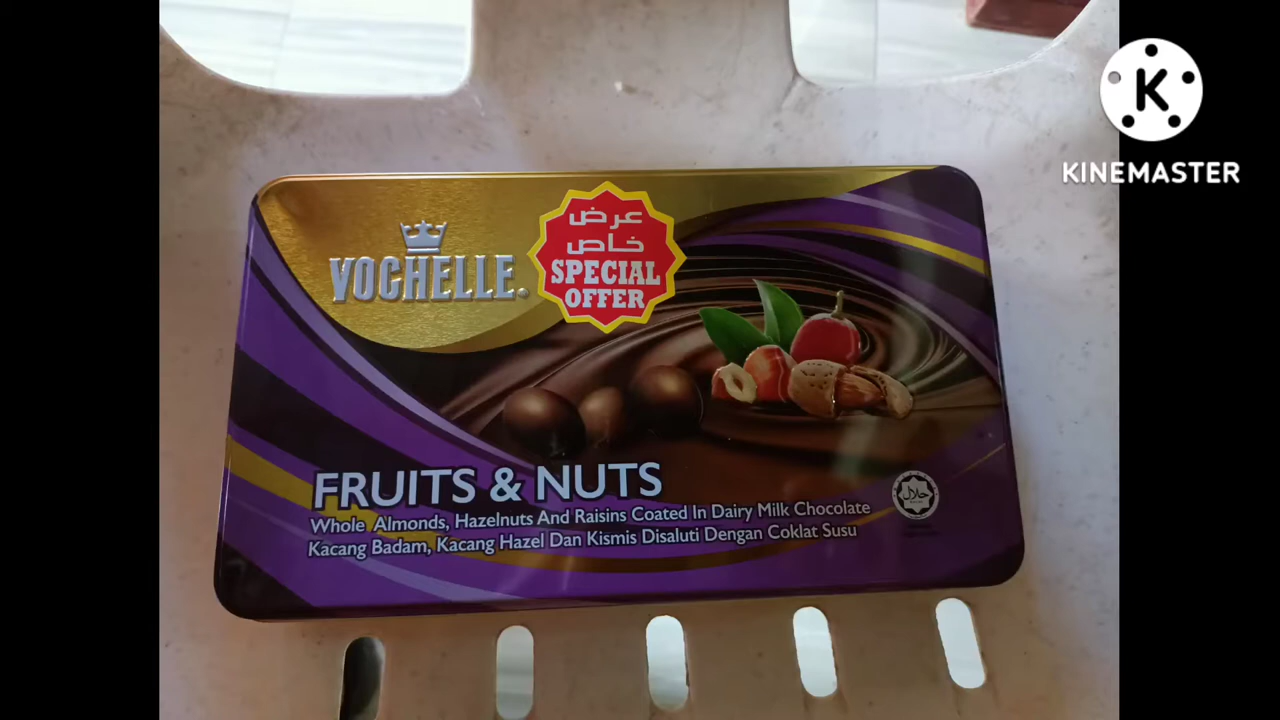 K
KINEMASTER
VOCHELLE.
عرض
خاص
SPECIAL
OFFER
FRUITS & NUTS
Whole Almonds, Hazelnuts And Raisins Coated In Dairy Milk Chocolate
Kacang Badam, Kacang Hazel Dan Kismis Disaluti Dengan Coklat Susu
حلال